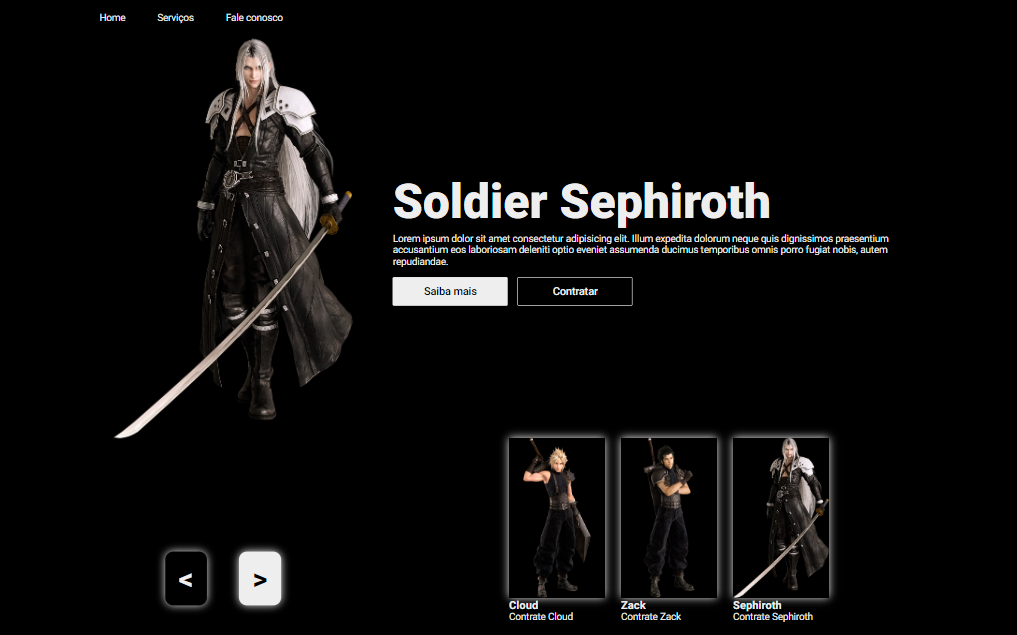 Home Serviços Fale conosco
Soldier Sephiroth
Lorem ipsum dolor sit amet consectetur adipisicing elit. Illum expedita dolorum neque quis dignissimos praesentium
accusantium eos laboriosam deleniti optio eveniet assumenda ducimus temporibus omnis porro fugiat nobis, autem
repudiandae.
Saiba mais Contratar
< >
Cloud Zack Sephiroth
Contrate Cloud Contrate Zack Contrate Sephiroth